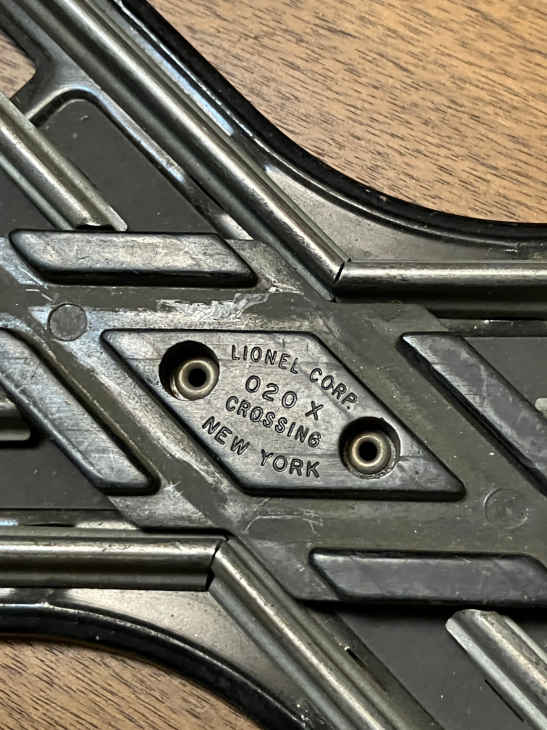 LIONEL CORP.
020 X
CROSSING
NEW YORK